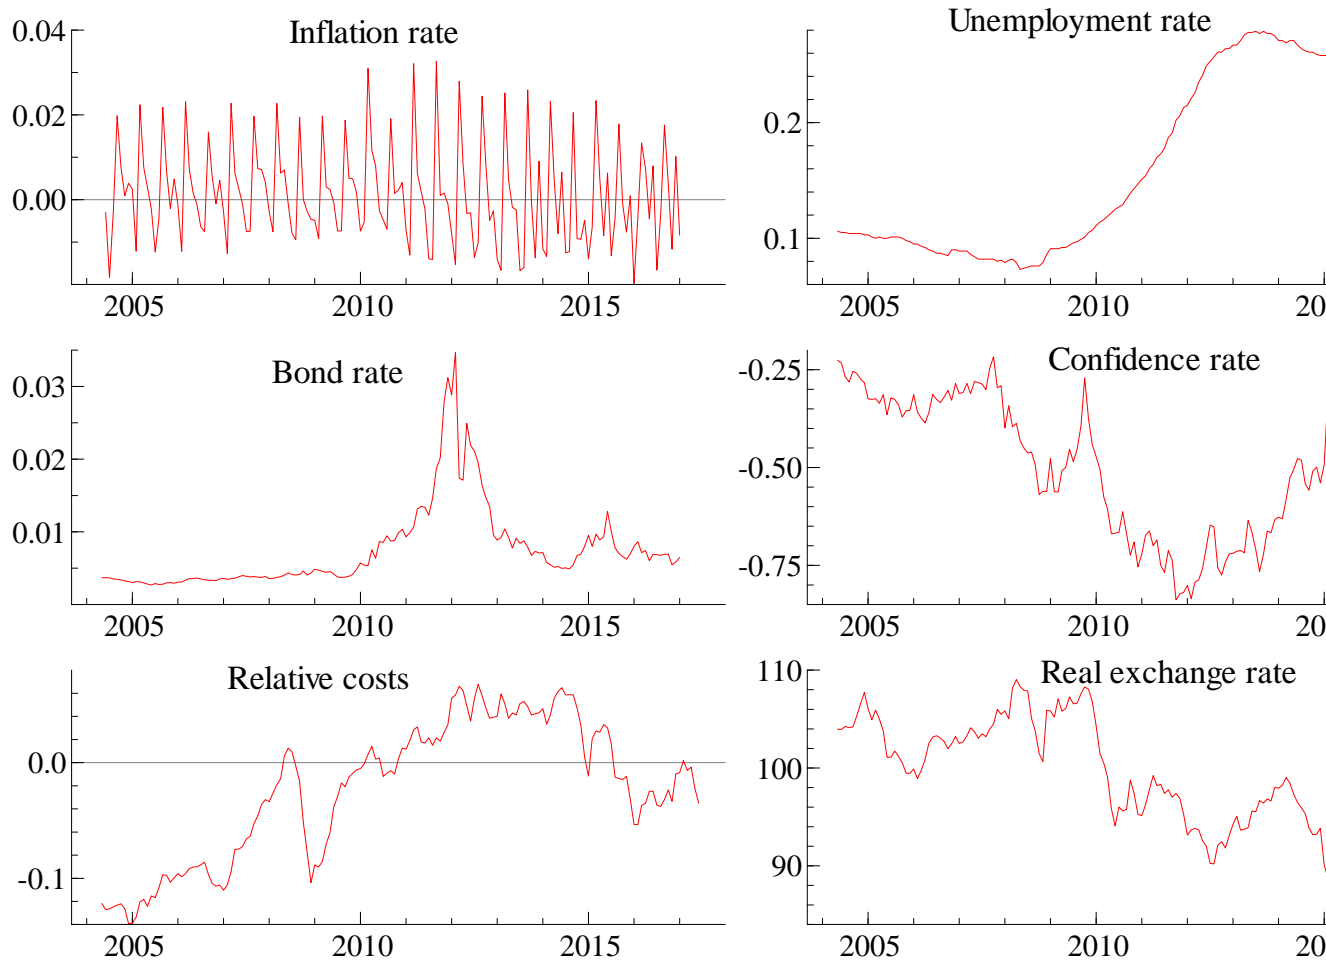 Inflation rate
0.04
0.02
0.00
2005 2010 2015
Unemployment rate
0.2
0.1
2005 2010 20
Bond rate
0.03
0.02
0.01
2005 2010 2015
Confidence rate
-0.25
-0.50
-0.75
2005 2010 20
Relative costs
0.0
-0.1
2005 2010 2015
Real exchange rate
110
100
90
2005 2010 20